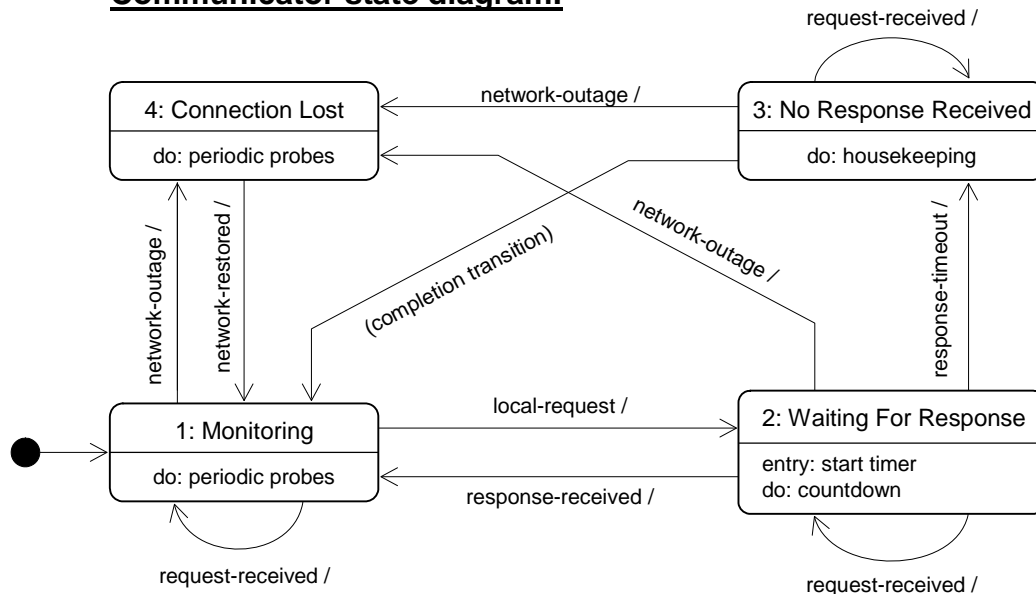 Communicator state diagram:
request-received /
4: Connection Lost
do: periodic probes
network-outage /
3: No Response Received
do: housekeeping
network-outage /
network-restored /
(completion transition)
network-outage /
response-timeout /
1: Monitoring
do: periodic probes
local-request /
response-received /
2: Waiting For Response
entry: start timer
do: countdown
request-received /
request-received /